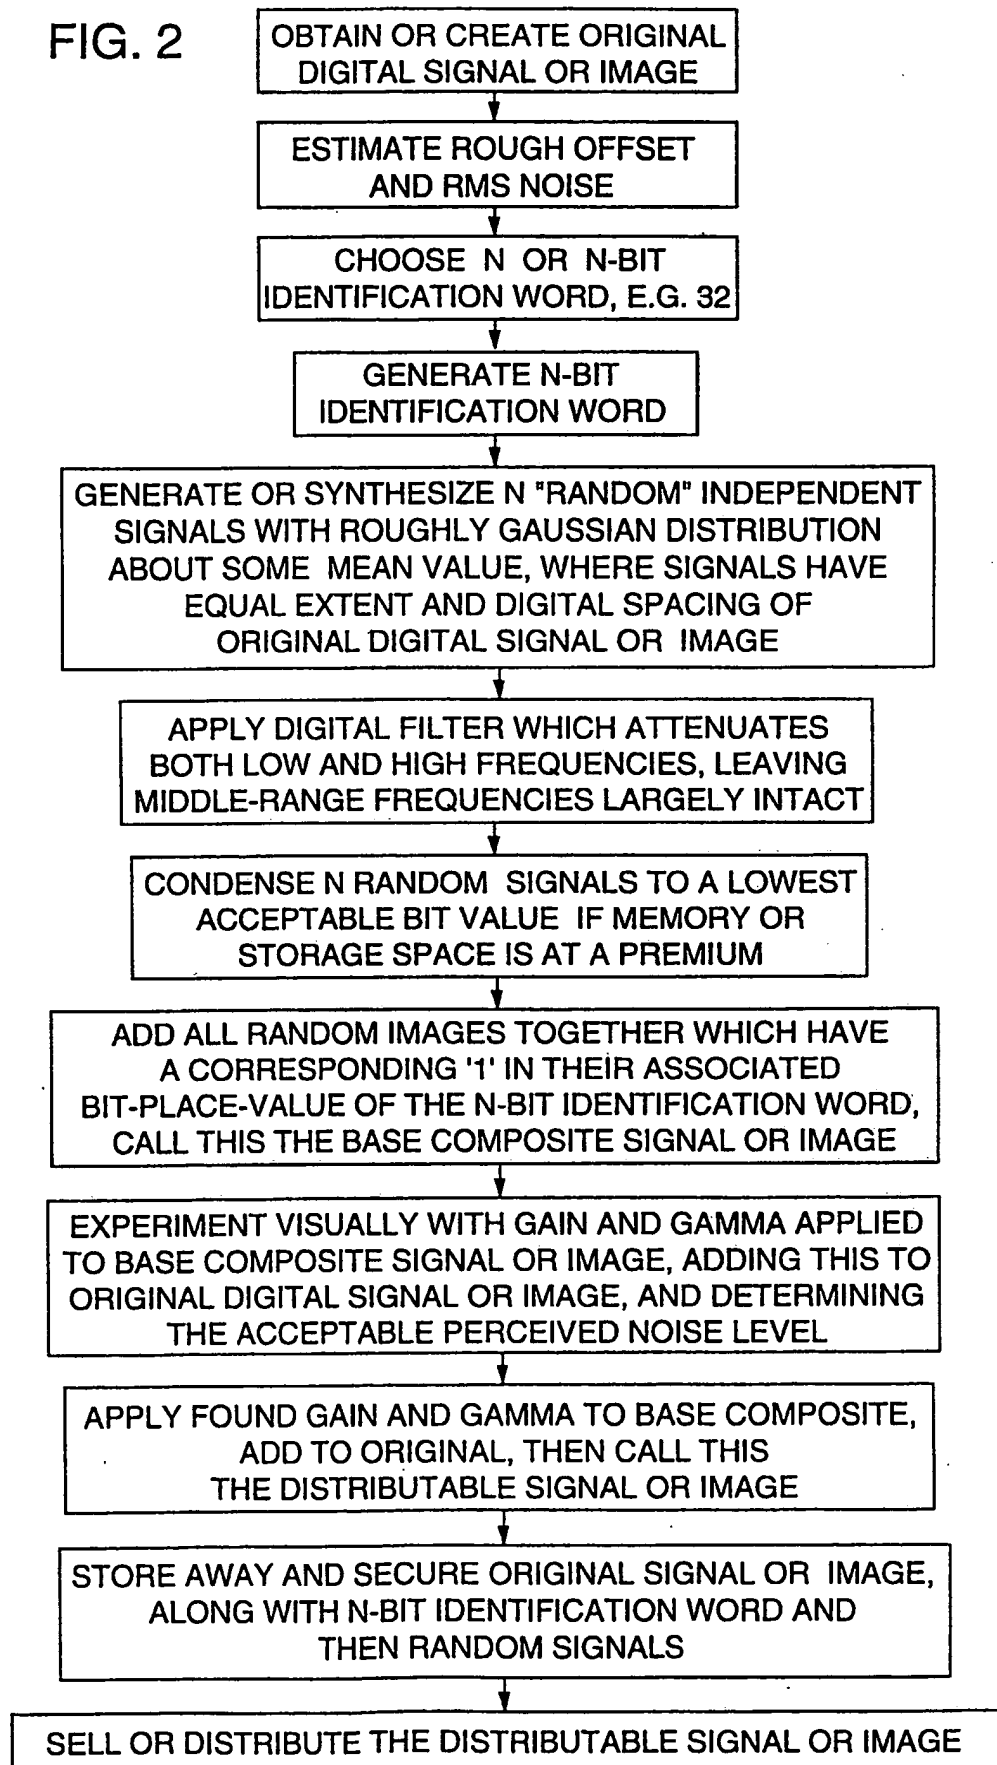 FIG. 2
OBTAIN OR CREATE ORIGINAL
DIGITAL SIGNAL OR IMAGE
ESTIMATE ROUGH OFFSET
AND RMS NOISE
CHOOSE N OR N-BIT
IDENTIFICATION WORD, E.G. 32
GENERATE N-BIT
IDENTIFICATION WORD
GENERATE OR SYNTHESIZE N "RANDOM" INDEPENDENT
SIGNALS WITH ROUGHLY GAUSSIAN DISTRIBUTION
ABOUT SOME MEAN VALUE, WHERE SIGNALS HAVE
EQUAL EXTENT AND DIGITAL SPACING OF
ORIGINAL DIGITAL SIGNAL OR IMAGE
APPLY DIGITAL FILTER WHICH ATTENUATES
BOTH LOW AND HIGH FREQUENCIES, LEAVING
MIDDLE-RANGE FREQUENCIES LARGELY INTACT
CONDENSE N RANDOM SIGNALS TO A LOWEST
ACCEPTABLE BIT VALUE IF MEMORY OR
STORAGE SPACE IS AT A PREMIUM
ADD ALL RANDOM IMAGES TOGETHER WHICH HAVE
A CORRESPONDING '1' IN THEIR ASSOCIATED
BIT-PLACE-VALUE OF THE N-BIT IDENTIFICATION WORD,
CALL THIS THE BASE COMPOSITE SIGNAL OR IMAGE
EXPERIMENT VISUALLY WITH GAIN AND GAMMA APPLIED
TO BASE COMPOSITE SIGNAL OR IMAGE, ADDING THIS TO
ORIGINAL DIGITAL SIGNAL OR IMAGE, AND DETERMINING
THE ACCEPTABLE PERCEIVED NOISE LEVEL
APPLY FOUND GAIN AND GAMMA TO BASE COMPOSITE,
ADD TO ORIGINAL, THEN CALL THIS
THE DISTRIBUTABLE SIGNAL OR IMAGE
STORE AWAY AND SECURE ORIGINAL SIGNAL OR IMAGE,
ALONG WITH N-BIT IDENTIFICATION WORD AND
THEN RANDOM SIGNALS
SELL OR DISTRIBUTE THE DISTRIBUTABLE SIGNAL OR IMAGE